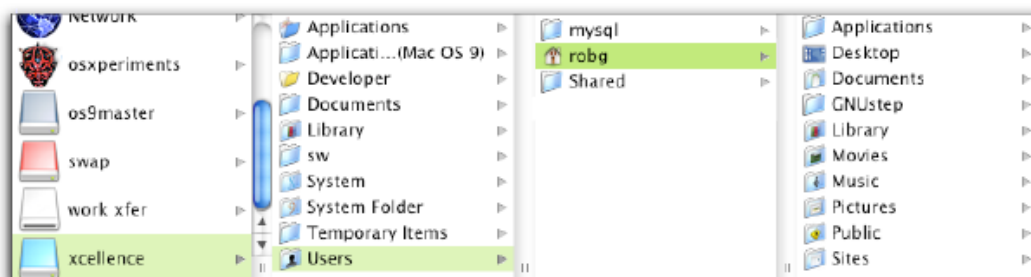 Network
osxperiments
os9master
swap
work xfer
xcellence
Applications
Applicati...(Mac OS 9)
Developer
Documents
Library
sw
System
System Folder
Temporary Items
Users
mysql
robg
Shared
Applications
Desktop
Documents
GNUstep
Library
Movies
Music
Pictures
Public
Sites